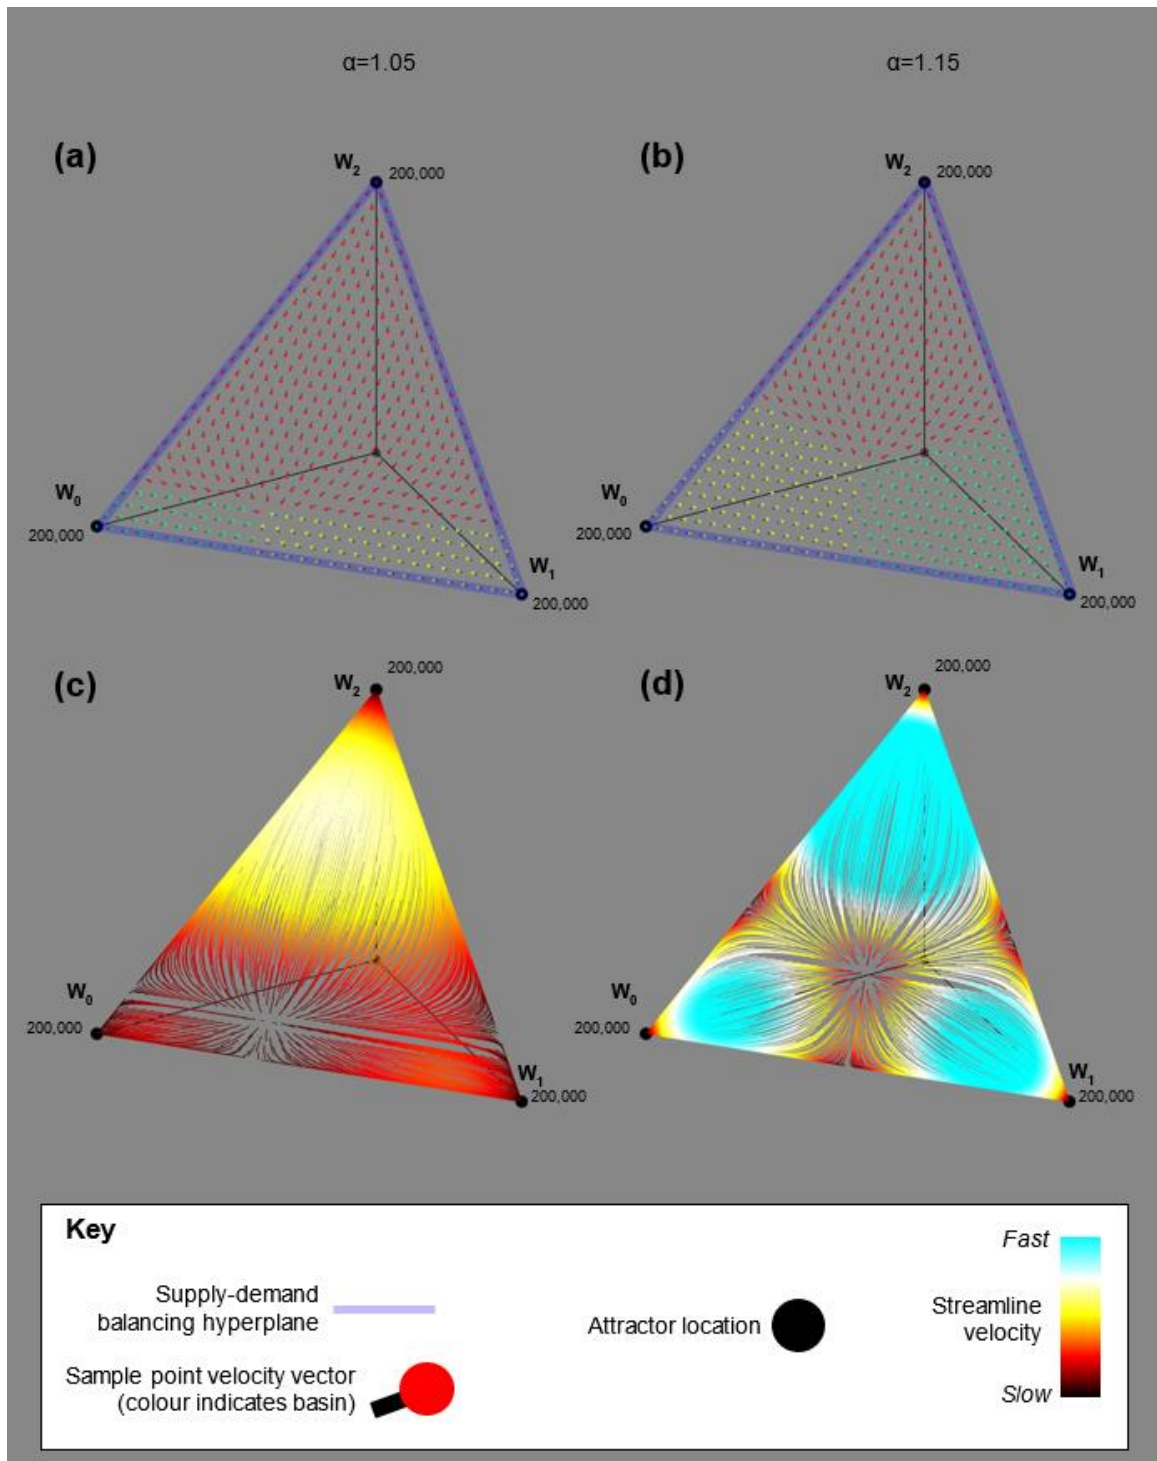 α=1.05
α=1.15
(a)
W2
200,000
W0
200,000
W1
200,000
(b)
W2
200,000
W0
200,000
W1
200,000
(c)
200,000
W2
W0
200,000
W1
200,000
(d)
200,000
W2
W0
200,000
W1
200,000
Key
Supply-demand
balancing hyperplane
Sample point velocity vector
(colour indicates basin)
Attractor location
Fast
Streamline
velocity
Slow